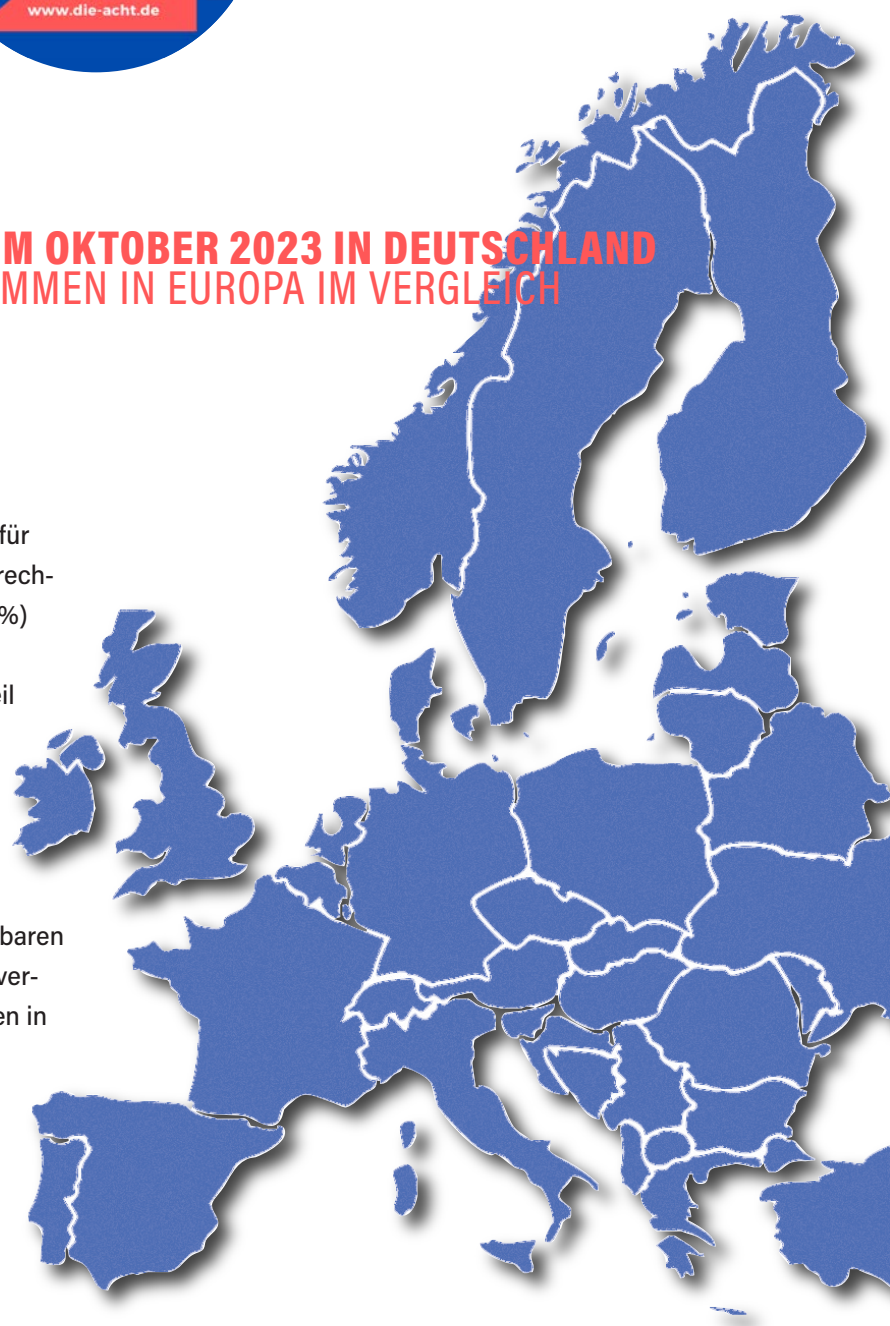 www.die-acht.de
M OKTOBER 2023 IN DEUTSCHLAND
MMEN IN EUROPA IM VERGLEICH
für
rech-
%)
eil
baren
ver-
en in